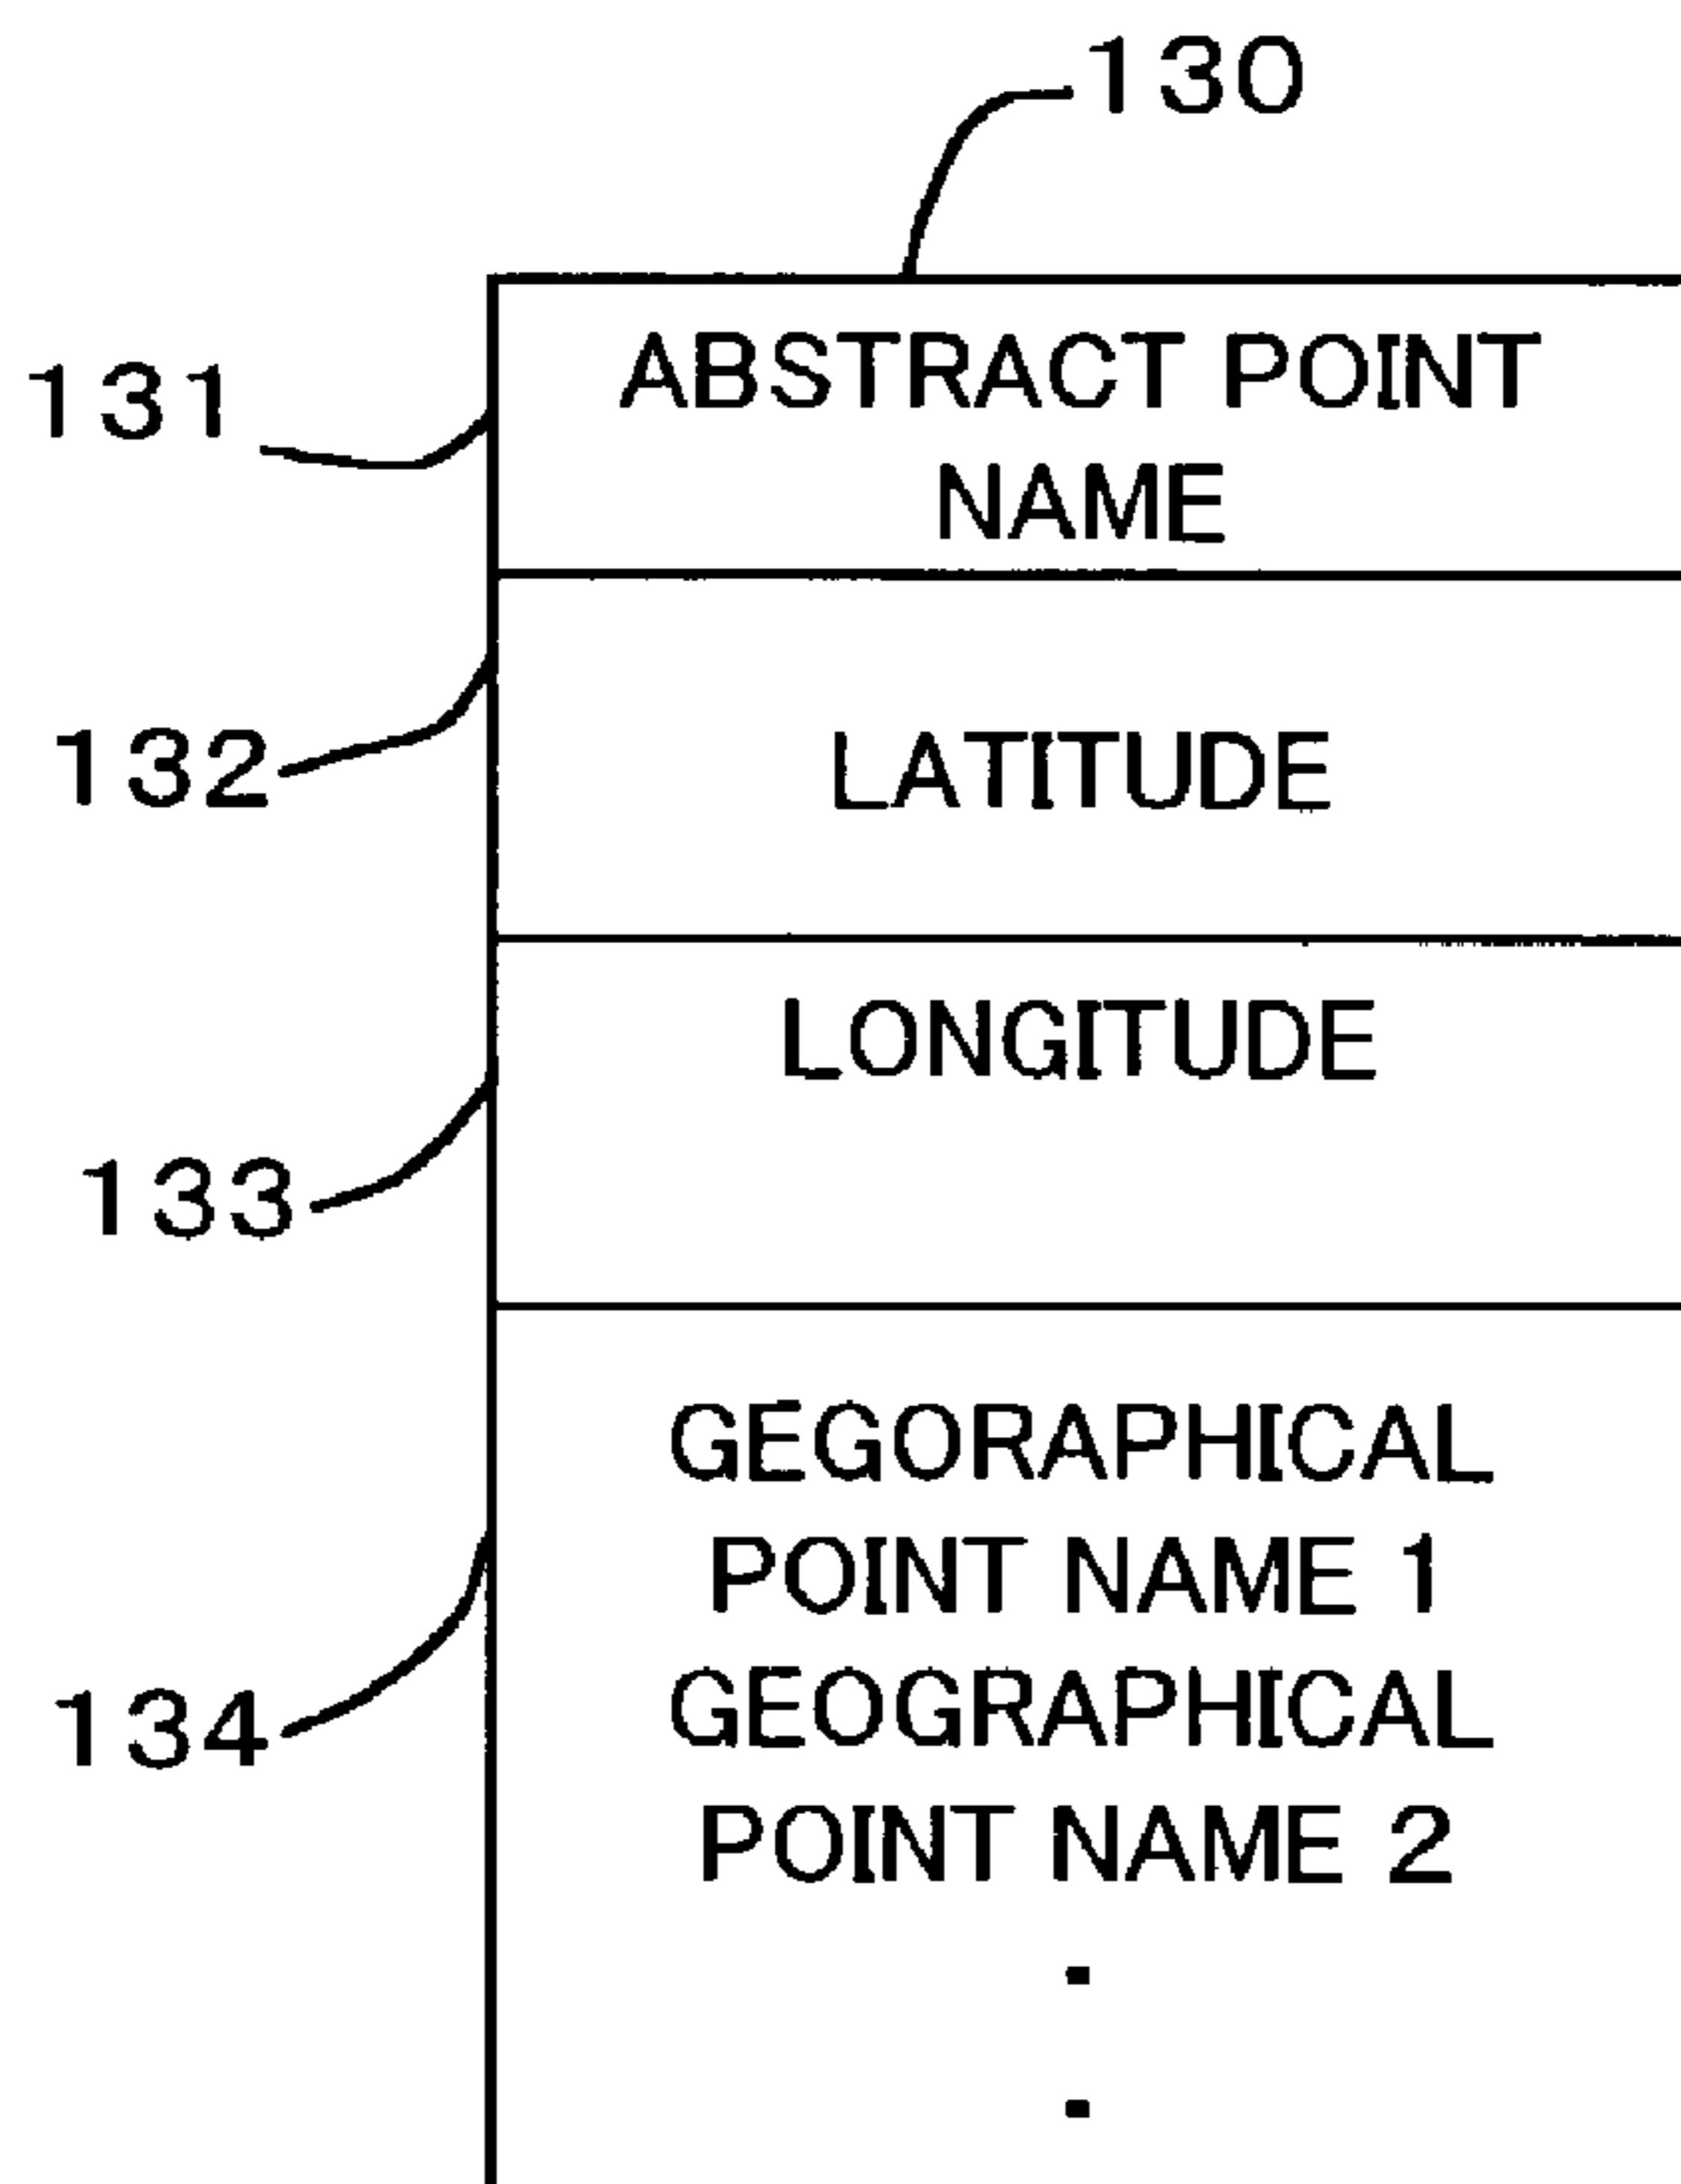 130
131
ABSTRACT POINT
NAME
132
LATITUDE
LONGITUDE
133
GEGORAPHICAL
POINT NAME 1
134
GEOGRAPHICAL
POINT NAME 2